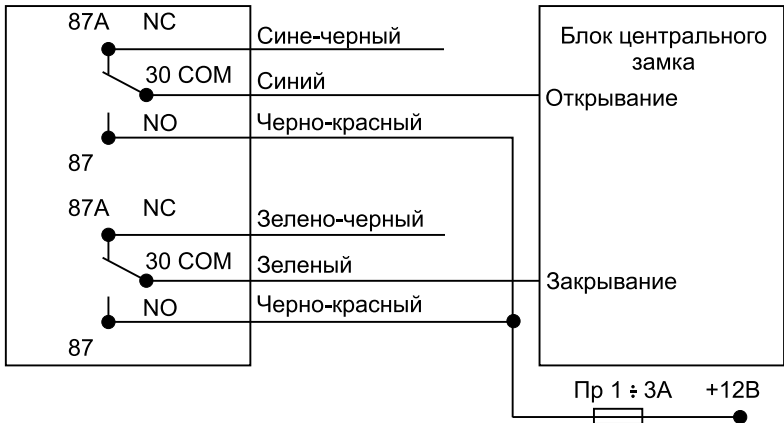 87A NC
Сине-черный
30 COM
Синий
NO
Черно-красный
87
87A NC
Зелено-черный
30 COM
Зеленый
NO
Черно-красный
87
Блок центрального
замка
Открывание
Закрывание
Пр 1 ÷ 3А
+12В